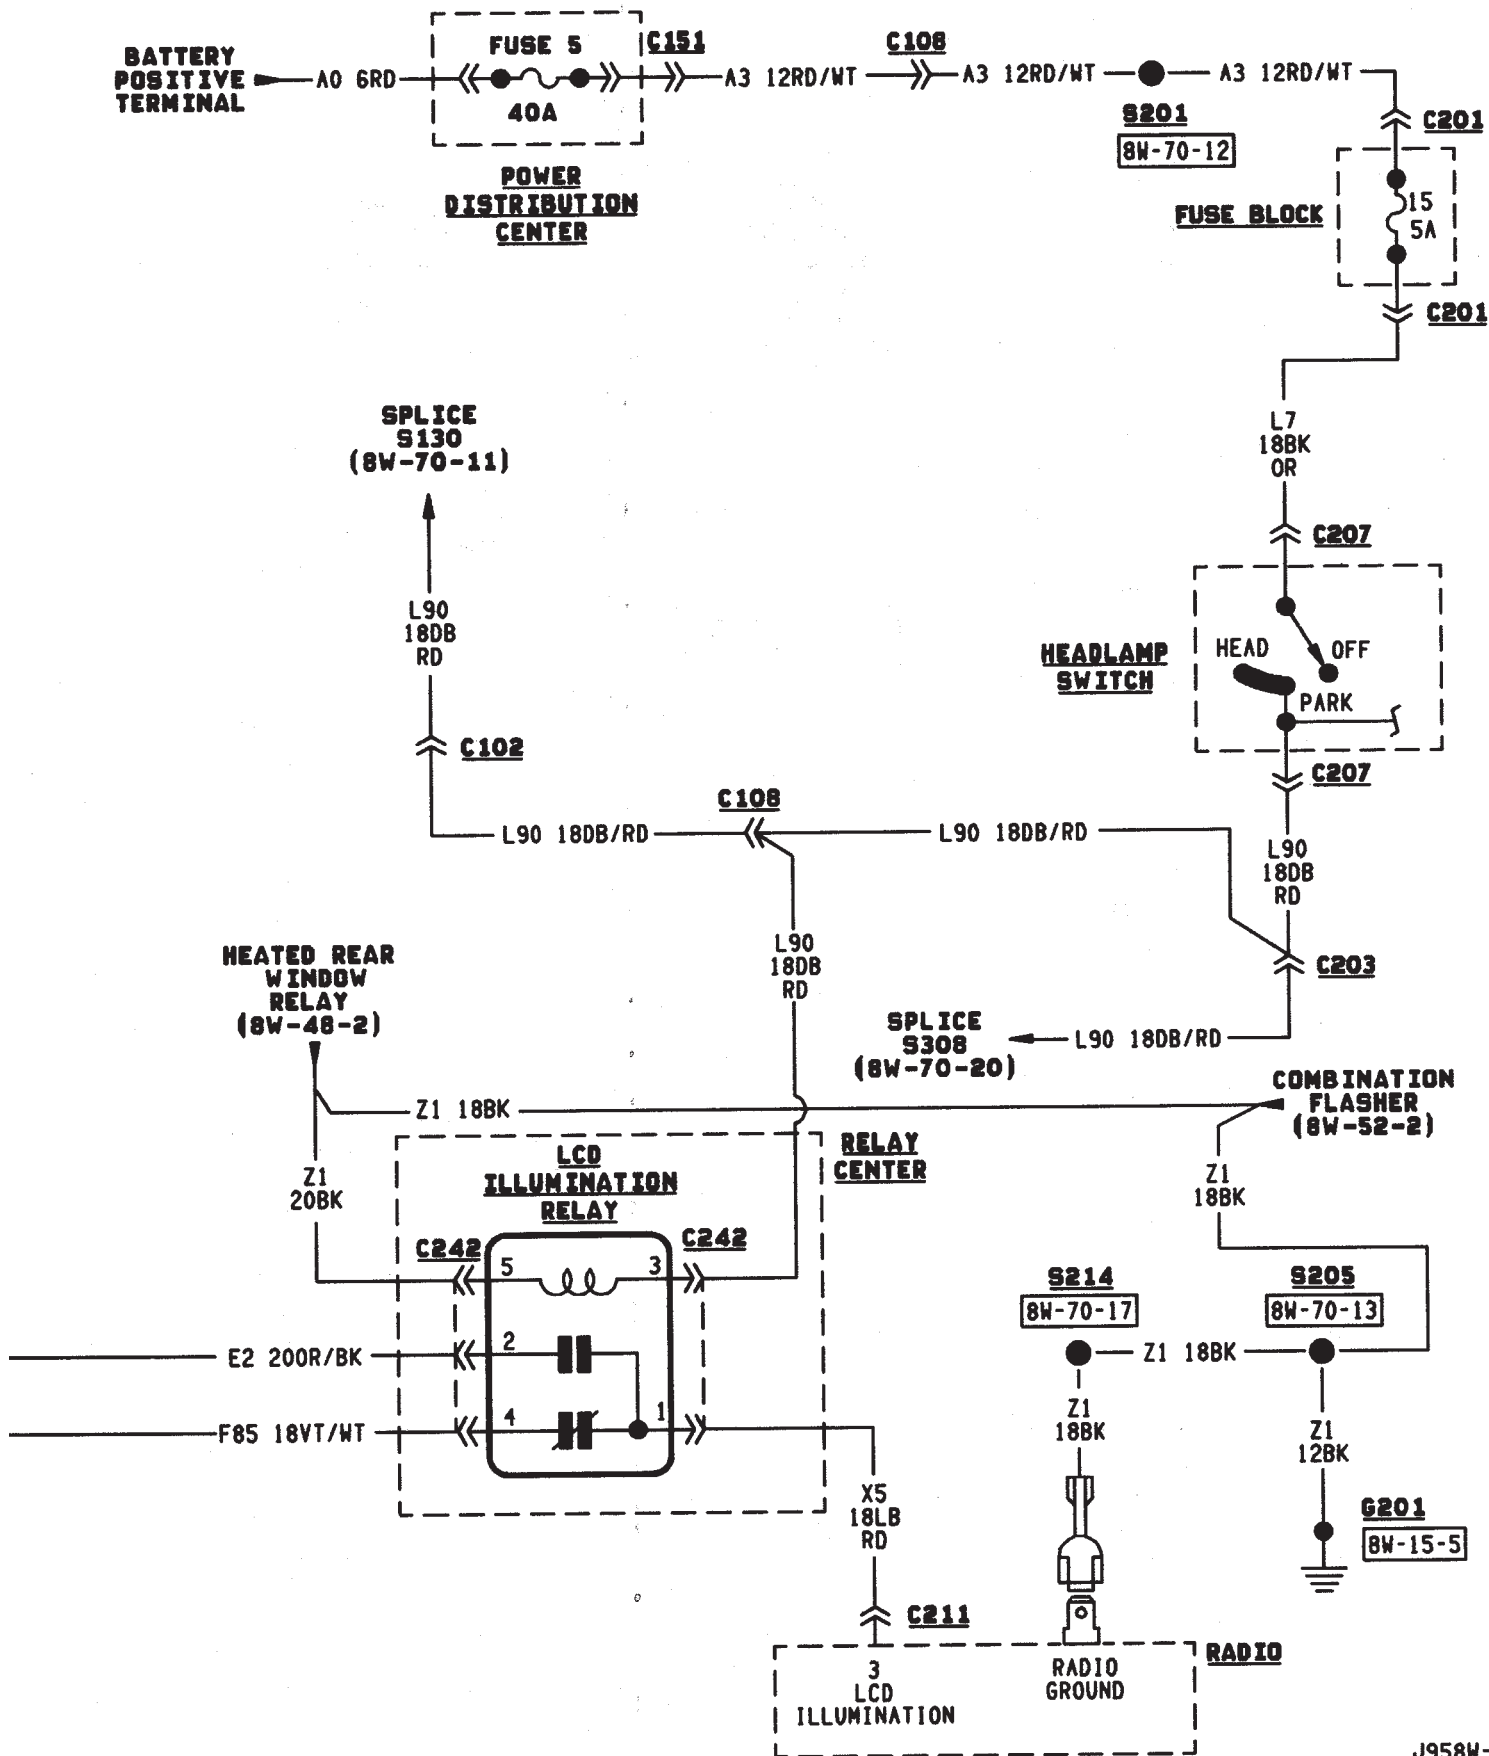 BATTERY
POSITIVE
TERMINAL
A0 6RD
FUSE 5
40A
C151
A3 12RD/WT
C108
A3 12RD/WT
A3 12RD/WT
S201
8W-70-12
C201
POWER
DISTRIBUTION
CENTER
FUSE BLOCK
15
5A
C201
SPLICE
S130
(8W-70-11)
L7
18BK
OR
C207
L90
18DB
RD
HEADLAMP
SWITCH
HEAD
OFF
PARK
C102
C207
C108
L90 18DB/RD
L90 18DB/RD
L90
18DB
RD
L90
18DB
RD
C203
HEATED REAR
WINDOW
RELAY
(8W-48-2)
SPLICE
S308
(8W-70-20)
L90 18DB/RD
COMBINATION
FLASHER
(8W-52-2)
Z1 18BK
RELAY
CENTER
LCD
ILLUMINATION
RELAY
Z1
20BK
Z1
18BK
C242
C242
5
3
S214
8W-70-17
S205
8W-70-13
2
E2 200R/BK
Z1 18BK
4
1
F85 18VT/WT
Z1
18BK
Z1
12BK
X5
18LB
RD
G201
8W-15-5
C211
RADIO
3
LCD
ILLUMINATION
RADIO
GROUND
J958W-